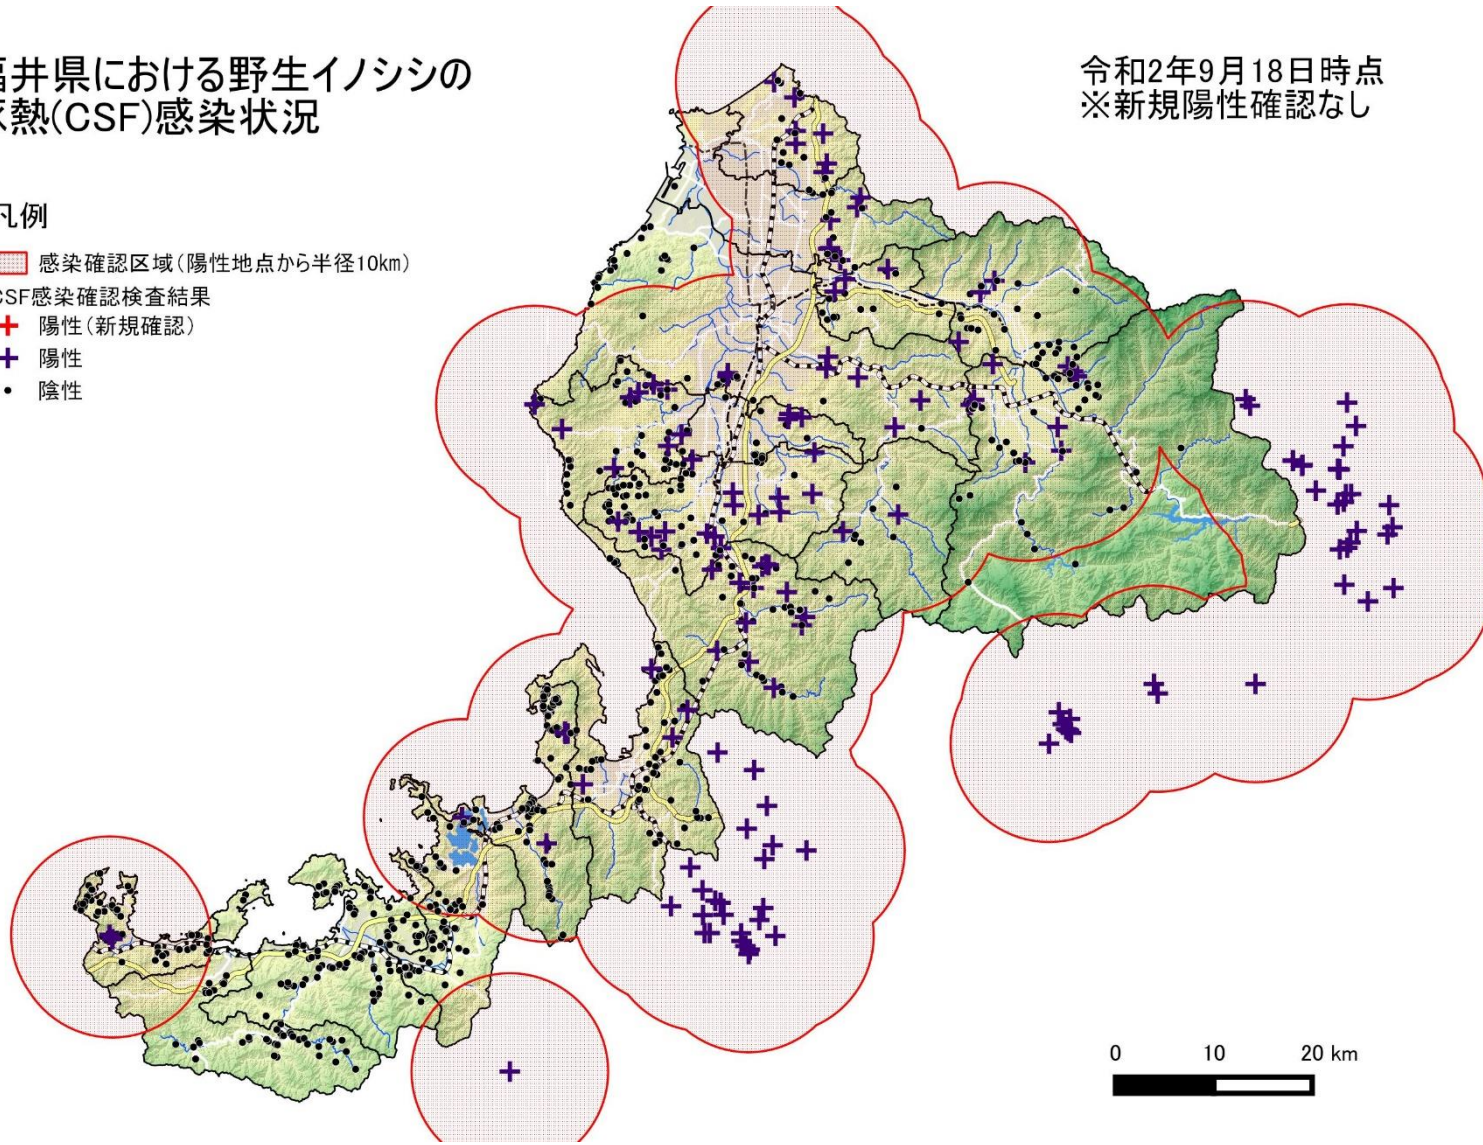 井県における野生イノシシの
熱(CSF)感染状況
令和2年9月18日時点
※新規陽性確認なし
凡例
感染確認区域(陽性地点から半径10km)
CSF感染確認検査結果
陽性(新規確認)
陽性
陰性
0 10 20 km